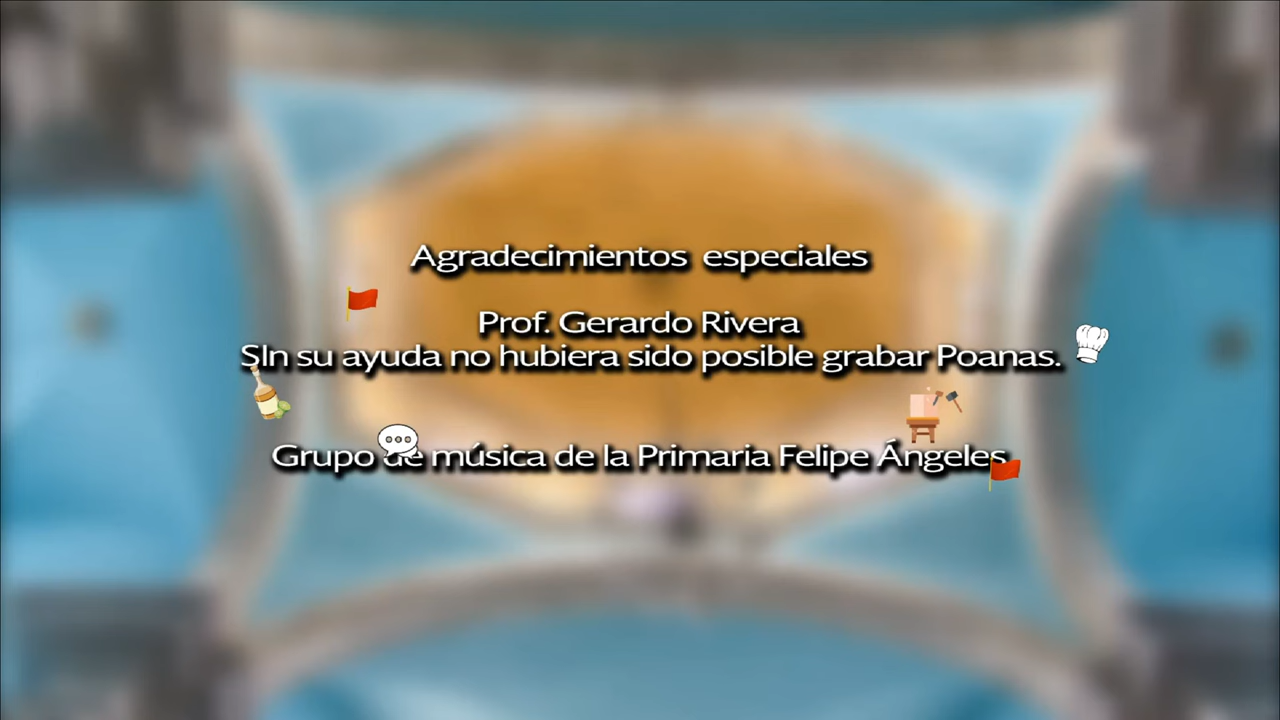 Agradecimientos especiales
Prof. Gerardo Rivera
SIn su ayuda no hubiera sido posible grabar Poanas.
Grupo de música de la Primaria Felipe Ángeles